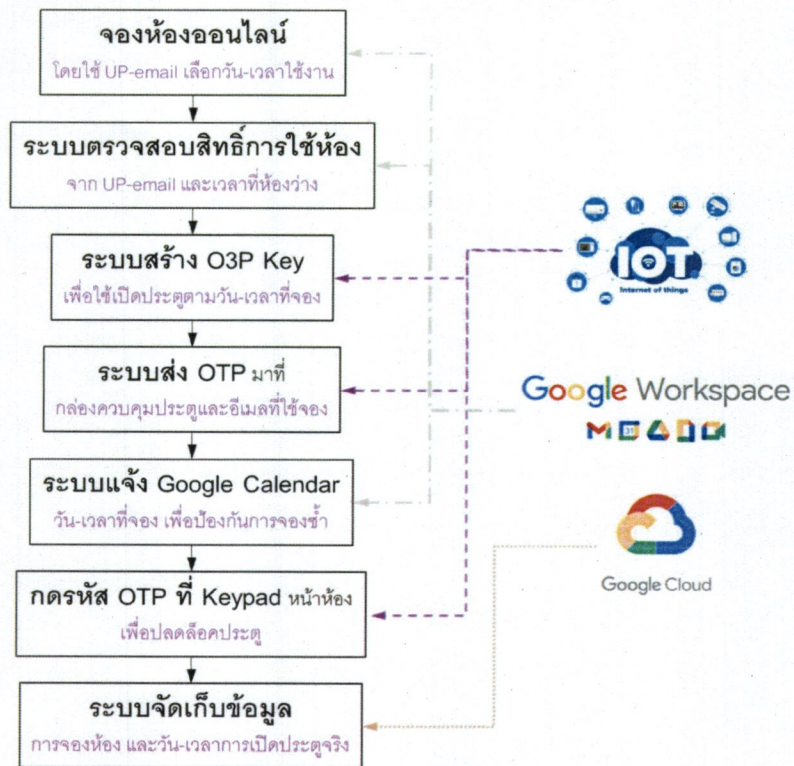 จองห้องออนไลน์
โดยใช้ UP-email เลือกวัน-เวลาใช้งาน
ระบบตรวจสอบสิทธิ์การใช้ห้อง
จาก UP-email และเวลาที่ห้องว่าง
ระบบสร้าง O3P Key
เพื่อใช้เปิดประตูตามวัน-เวลาที่จอง
ระบบส่ง OTP มาที่
กล่องควบคุมประตูและอีเมลที่ใช้จอง
ระบบแจ้ง Google Calendar
วัน-เวลาที่จอง เพื่อป้องกันการจองซ้ำ
กดรหัส OTP ที่ Keypad หน้าห้อง
เพื่อปลดล็อคประตู
ระบบจัดเก็บข้อมูล
การจองห้อง และวัน-เวลาการเปิดประตูจริง
IOT
Internet of things
Google Workspace
31
Google Cloud